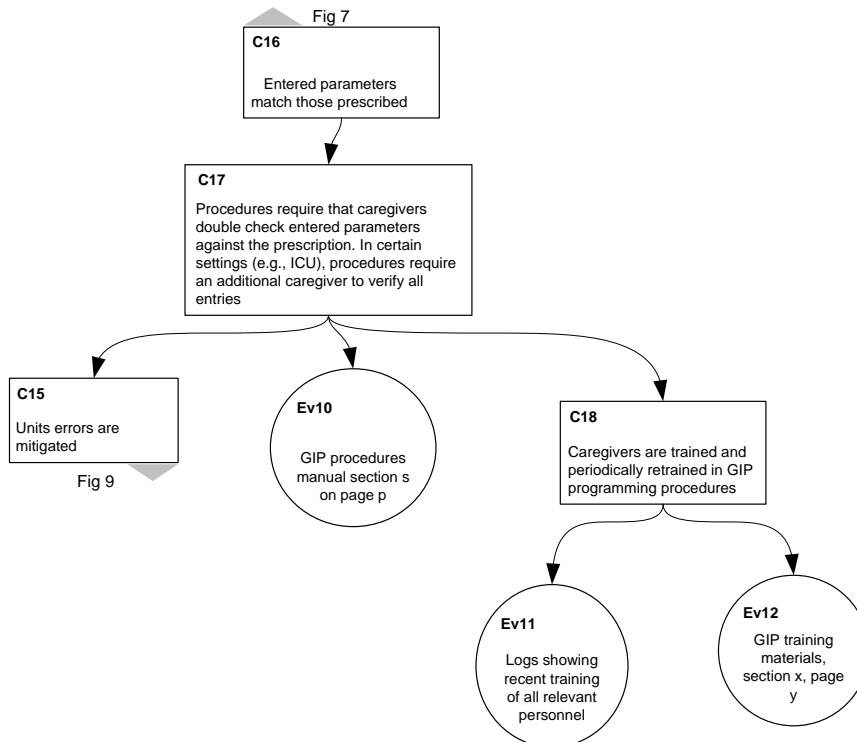 Fig 7
C16
Entered parameters
match those prescribed
C17
Procedures require that caregivers
double check entered parameters
against the prescription. In certain
settings (e.g., ICU), procedures require
an additional caregiver to verify all
entries
C15
Units errors are
mitigated
Fig 9
Ev10
GIP procedures
manual section s
on page p
C18
Caregivers are trained and
periodically retrained in GIP
programming procedures
Ev11
Logs showing
recent training
of all relevant
personnel
Ev12
GIP training
materials,
section x, page
y